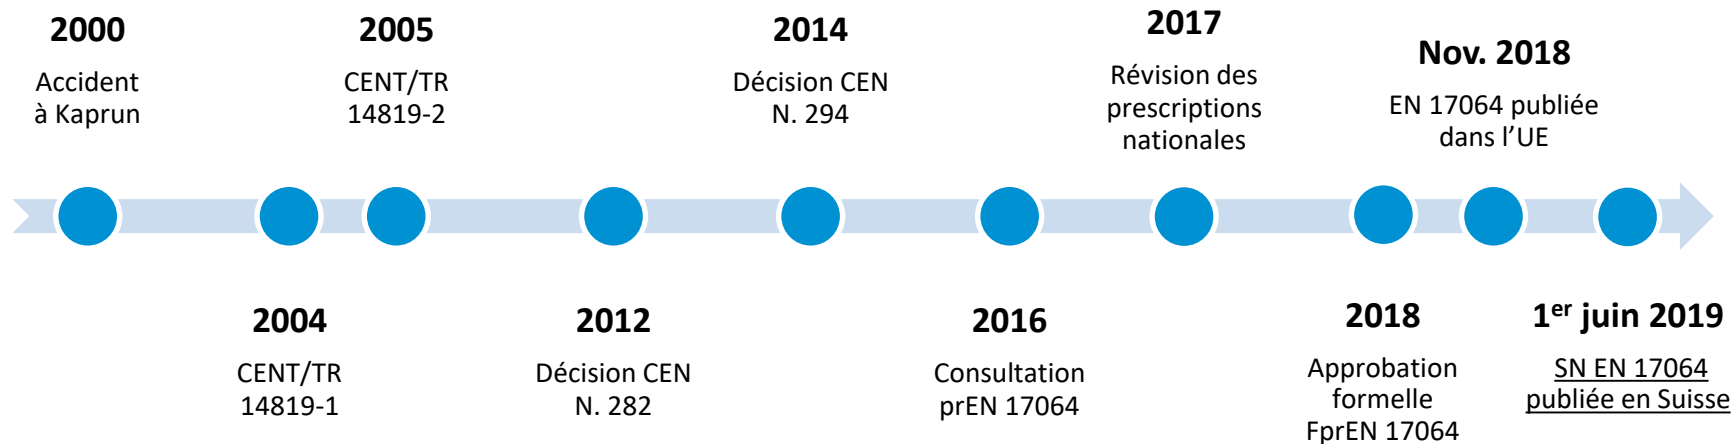 2000
Accident
à Kaprun
2005
CENT/TR
14819-2
2014
Décision CEN
N. 294
2017
Révision des
prescriptions
nationales
Nov. 2018
EN 17064 publiée
dans l’UE
2004
CENT/TR
14819-1
2012
Décision CEN
N. 282
2016
Consultation
prEN 17064
2018
Approbation
formelle
FprEN 17064
1er juin 2019
SN EN 17064
publiée en Suisse